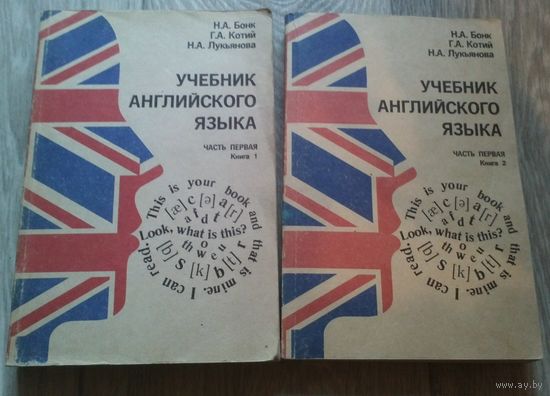 Н.А. Бонк
Г.А. Котий
Н.А. Лукьянова
УЧЕБНИК
АНГЛИЙСКОГО
ЯЗЫКА
ЧАСТЬ ПЕРВАЯ
Книга 1
This is your book and that is mine. I can read.
[æ] c [ə] a [r]
a f d t
Look, what is this?
o
th w e u r
[b] S [k] q [t]
Н.А. Бонк
Г.А. Котий
Н.А. Лукьянова
УЧЕБНИК
АНГЛИЙСКОГО
ЯЗЫКА
ЧАСТЬ ПЕРВАЯ
Книга 2
This is your book and that is mine. I can read.
[æ] c [ə] a [r]
a f d t
Look, what is this?
o
th w e u r
[b] S [k] q [t]
www.ay.by